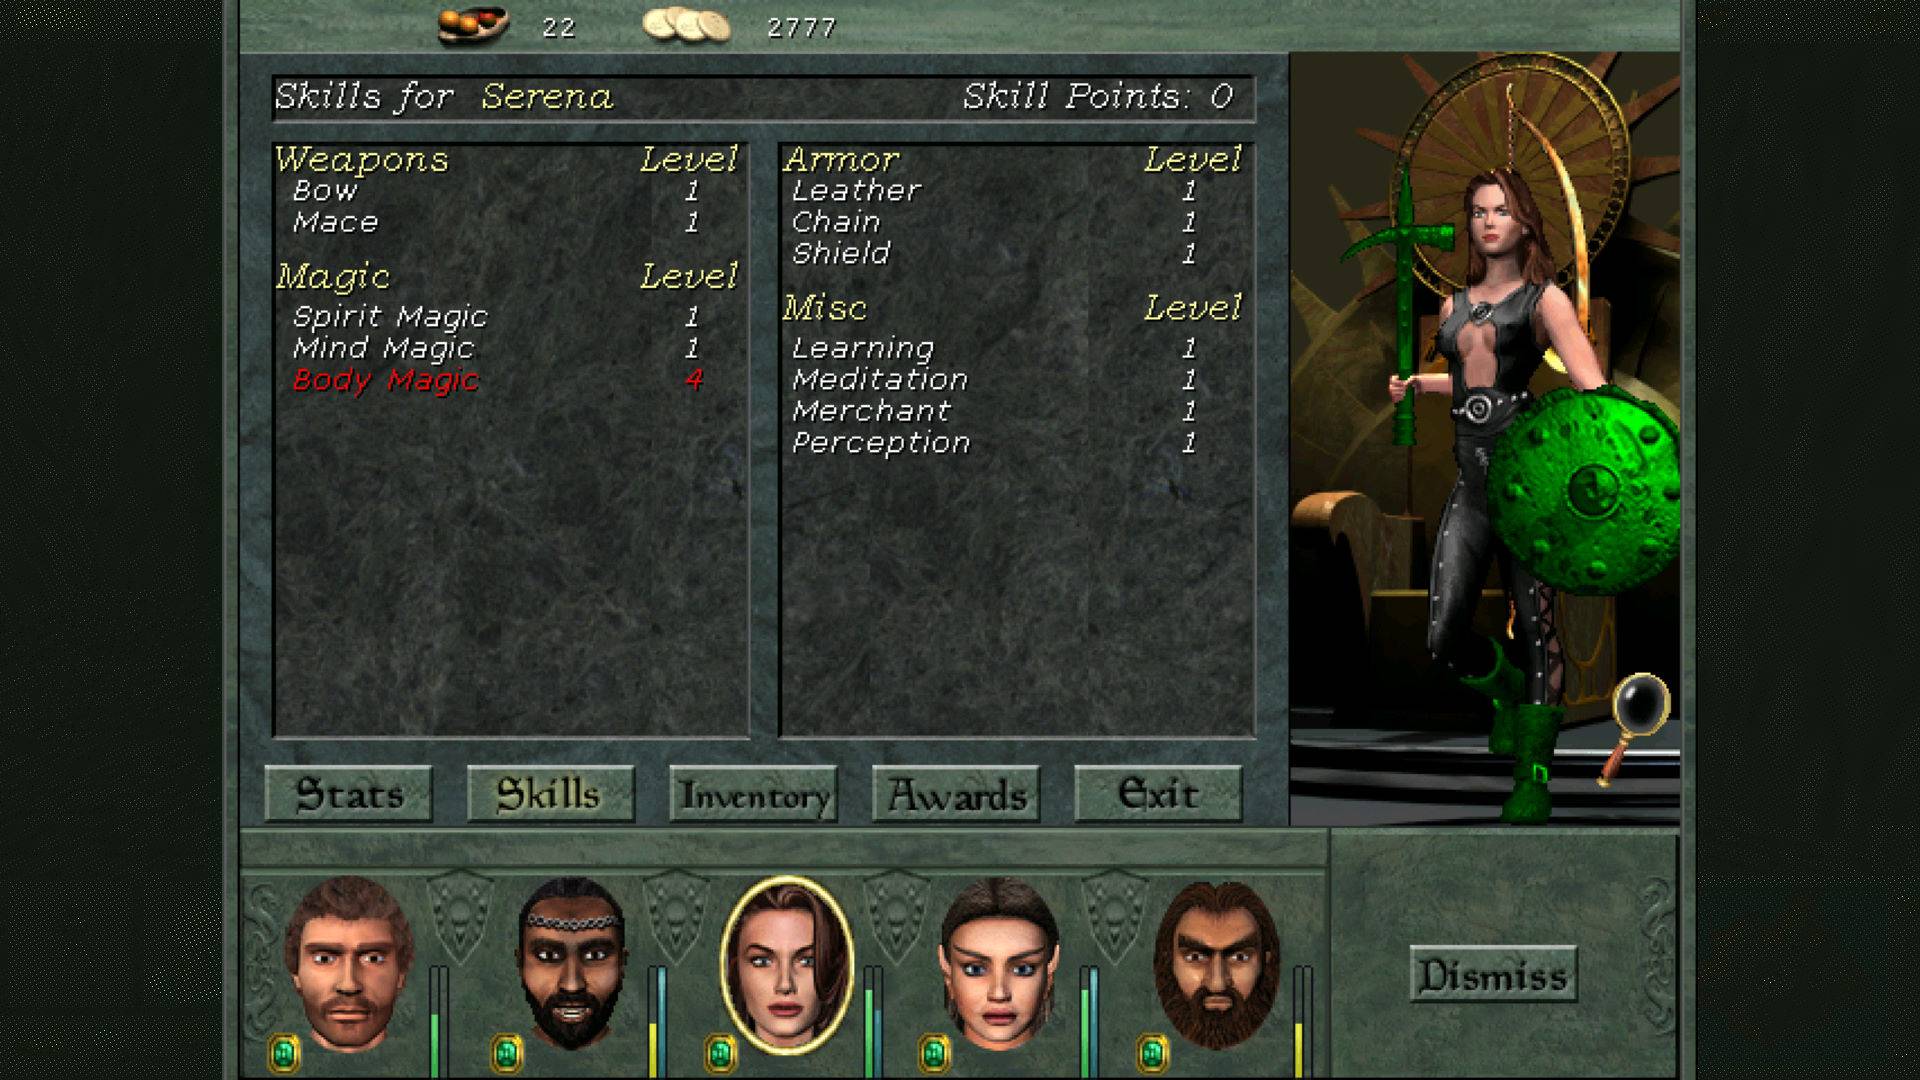 22 2777
Skills for Serena Skill Points: 0
Weapons Level
Bow 1
Mace 1
Magic Level
Spirit Magic 1
Mind Magic 1
Body Magic 4
Armor Level
Leather 1
Chain 1
Shield 1
Misc Level
Learning 1
Meditation 1
Merchant 1
Perception 1
Stats Skills Inventory Awards Exit
Dismiss